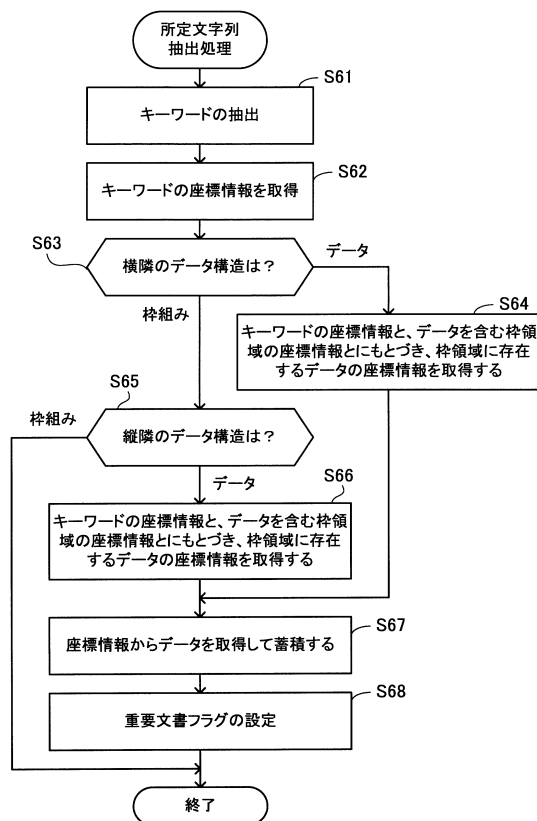 所定文字列
抽出処理
S61
キーワードの抽出
S62
キーワードの座標情報を取得
S63
横隣のデータ構造は？
データ
枠組み
S64
キーワードの座標情報と、データを含む枠領
域の座標情報とにもとづき、枠領域に存在
するデータの座標情報を取得する
S65
枠組み
縦隣のデータ構造は？
データ
S66
キーワードの座標情報と、データを含む枠領
域の座標情報とにもとづき、枠領域に存在
するデータの座標情報を取得する
S67
座標情報からデータを取得して蓄積する
S68
重要文書フラグの設定
終了